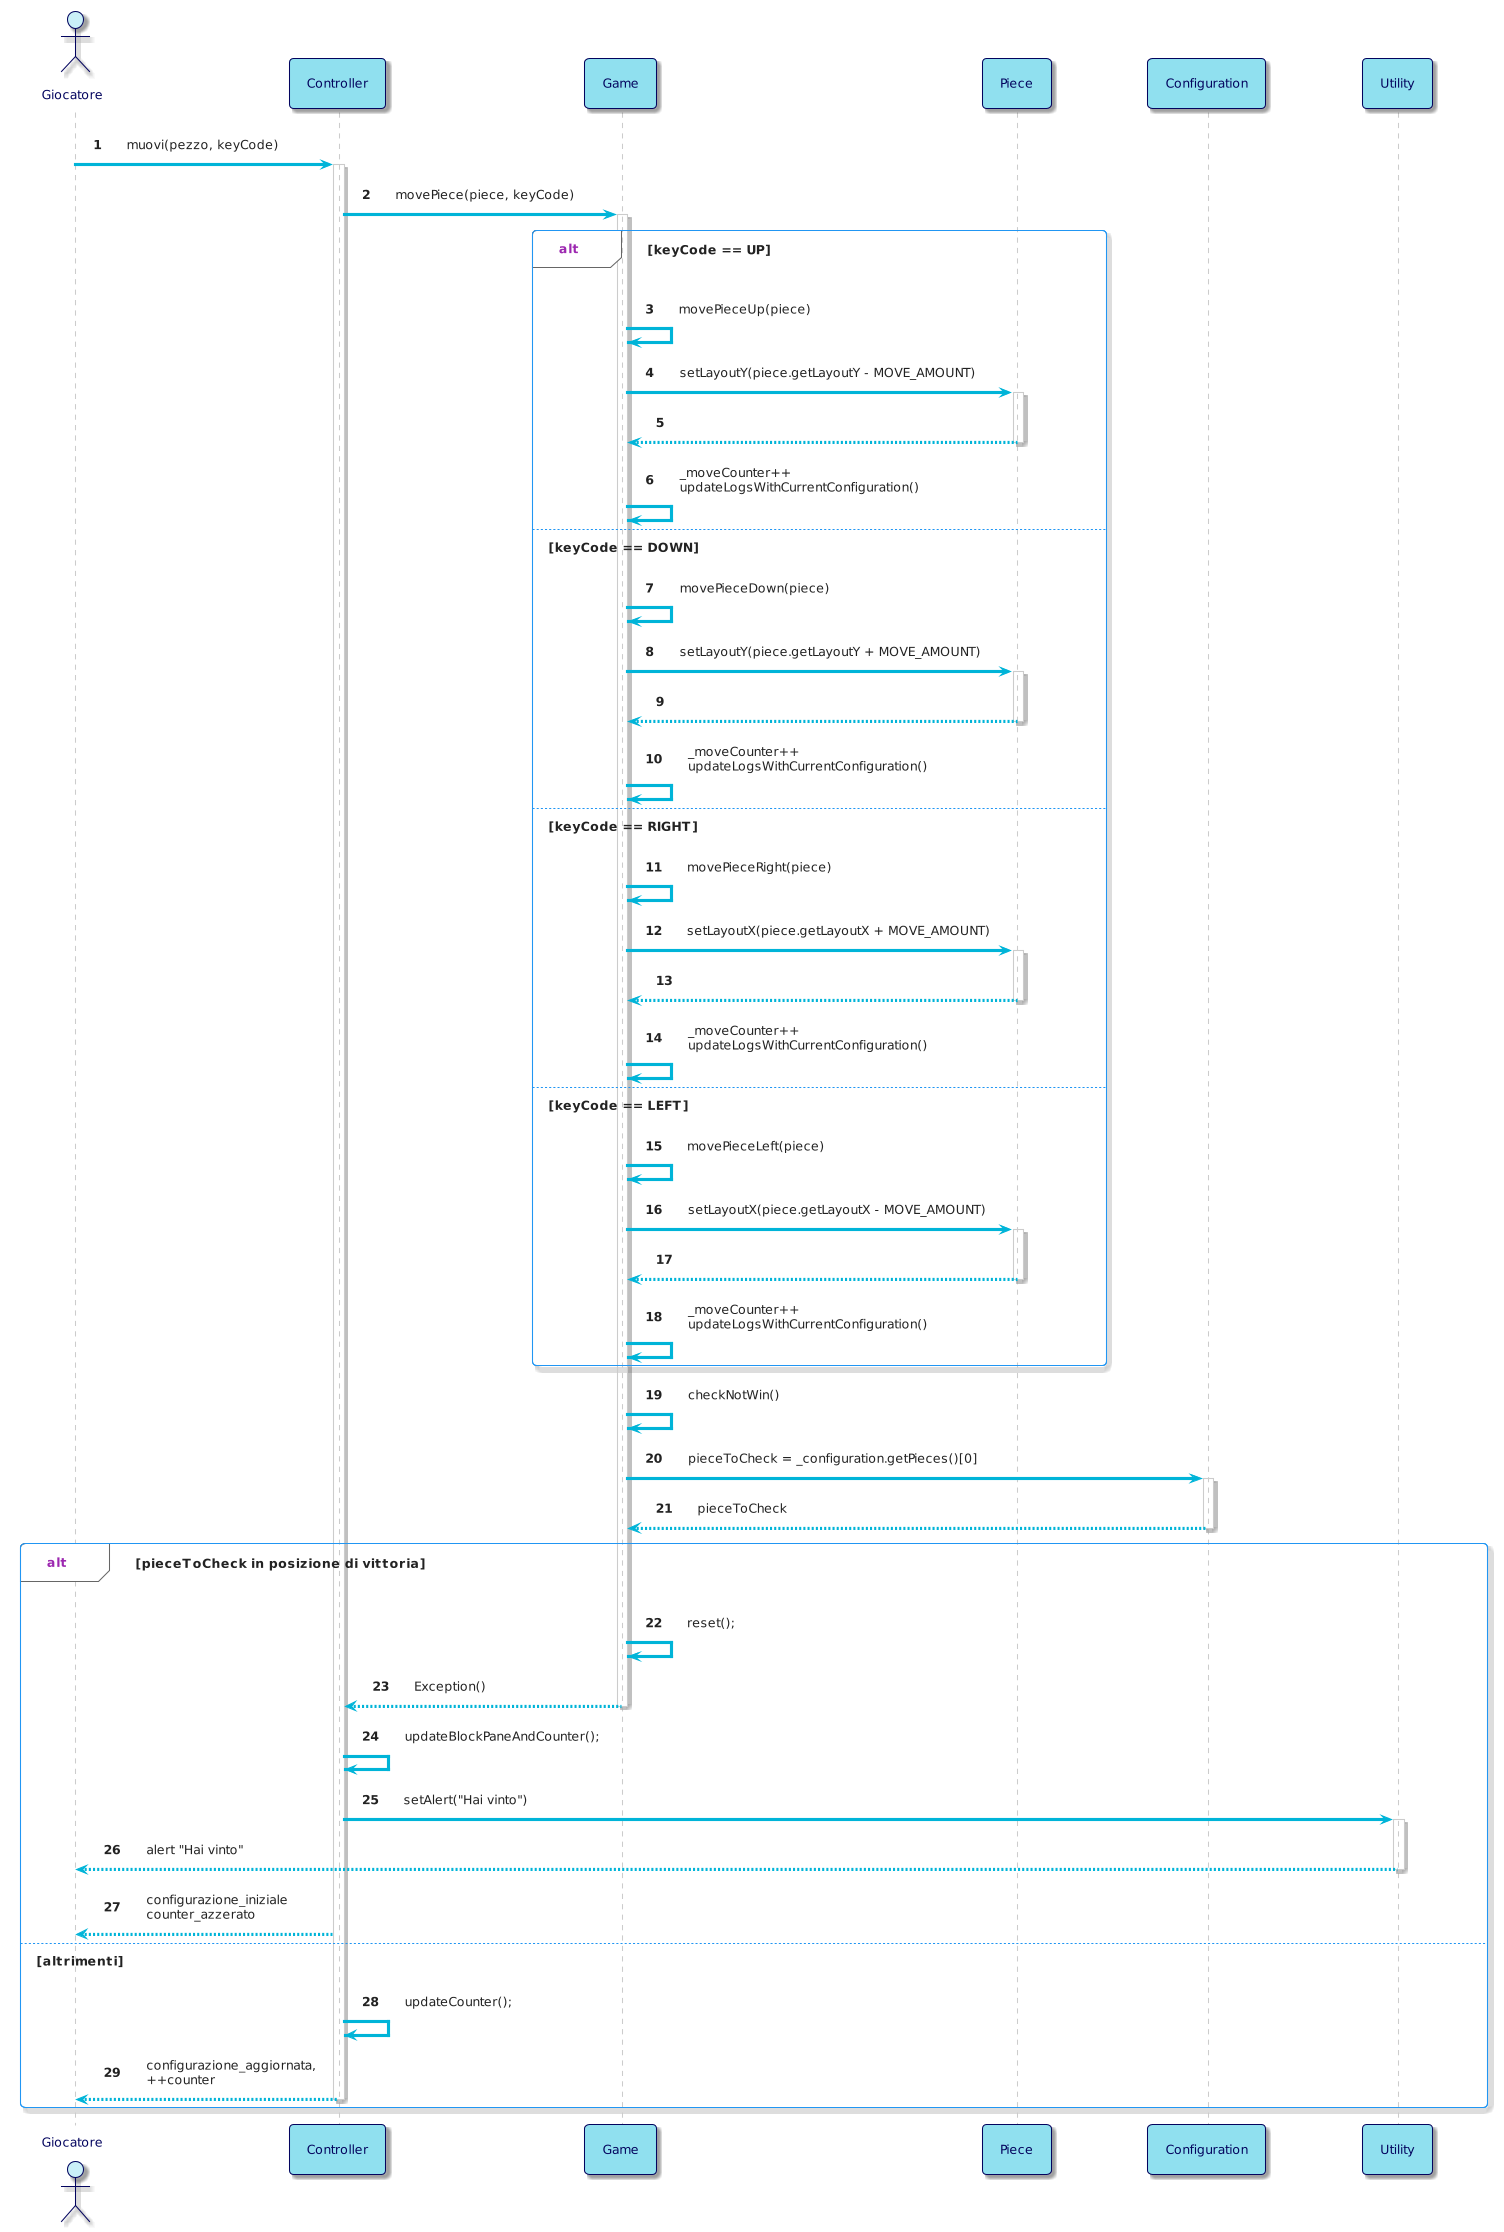 Giocatore
Controller
Game
Piece
Configuration
Utility
1 muovi(pezzo, keyCode)
2 movePiece(piece, keyCode)
alt [keyCode == UP]
3 movePieceUp(piece)
4 setLayoutY(piece.getLayoutY - MOVE_AMOUNT)
5
6 _moveCounter++
updateLogsWithCurrentConfiguration()
[keyCode == DOWN]
7 movePieceDown(piece)
8 setLayoutY(piece.getLayoutY + MOVE_AMOUNT)
9
10 _moveCounter++
updateLogsWithCurrentConfiguration()
[keyCode == RIGHT]
11 movePieceRight(piece)
12 setLayoutX(piece.getLayoutX + MOVE_AMOUNT)
13
14 _moveCounter++
updateLogsWithCurrentConfiguration()
[keyCode == LEFT]
15 movePieceLeft(piece)
16 setLayoutX(piece.getLayoutX - MOVE_AMOUNT)
17
18 _moveCounter++
updateLogsWithCurrentConfiguration()
19 checkNotWin()
20 pieceToCheck = _configuration.getPieces()[0]
21 pieceToCheck
alt [pieceToCheck in posizione di vittoria]
22 reset();
23 Exception()
24 updateBlockPaneAndCounter();
25 setAlert("Hai vinto")
26 alert "Hai vinto"
27 configurazione_iniziale
counter_azzerato
[altrimenti]
28 updateCounter();
29 configurazione_aggiornata,
++counter
Giocatore
Controller
Game
Piece
Configuration
Utility